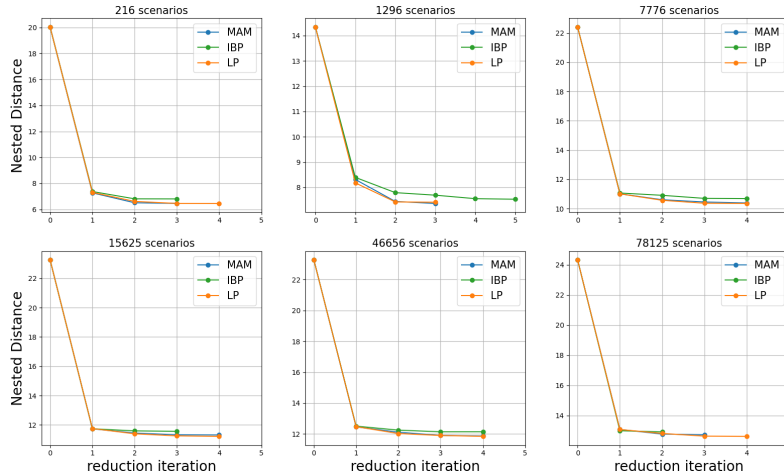 216 scenarios
Nested Distance
20
18
16
14
12
10
8
6
0 1 2 3 4 5
MAM
IBP
LP
1296 scenarios
14
13
12
11
10
9
8
0 1 2 3 4 5
MAM
IBP
LP
7776 scenarios
22
20
18
16
14
12
10
0 1 2 3 4 5
MAM
IBP
LP
15625 scenarios
Nested Distance
22
20
18
16
14
12
0 1 2 3 4 5
reduction iteration
MAM
IBP
LP
46656 scenarios
22
20
18
16
14
12
0 1 2 3 4 5
reduction iteration
MAM
IBP
LP
78125 scenarios
24
22
20
18
16
14
0 1 2 3 4
reduction iteration
MAM
IBP
LP